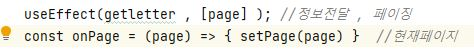 useEffect(getletter , [page] ); //정보전달 , 페이징
const onPage = (page) => { setPage(page) }  //현재페이지